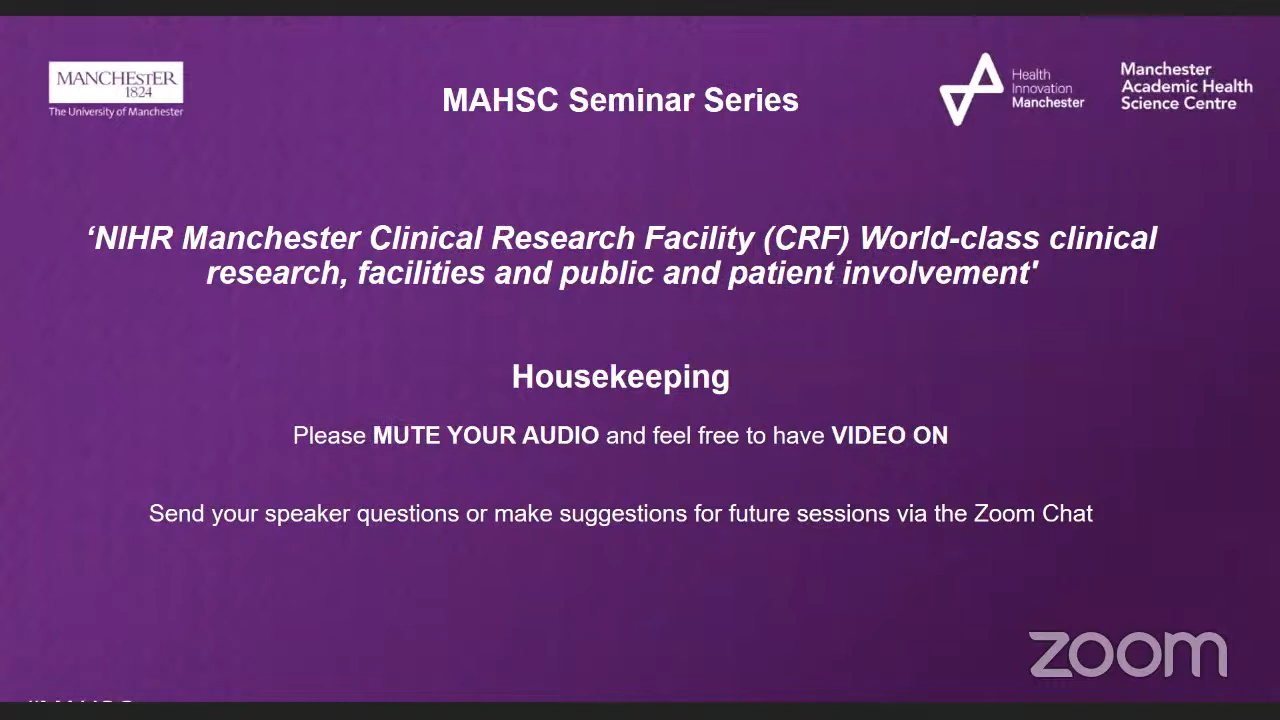 MANCHESTER
1824
The University of Manchester
MAHSC Seminar Series
Health
Innovation
Manchester
Manchester
Academic Health
Science Centre
‘NIHR Manchester Clinical Research Facility (CRF) World-class clinical
research, facilities and public and patient involvement'
Housekeeping
Please MUTE YOUR AUDIO and feel free to have VIDEO ON
Send your speaker questions or make suggestions for future sessions via the Zoom Chat
zoom